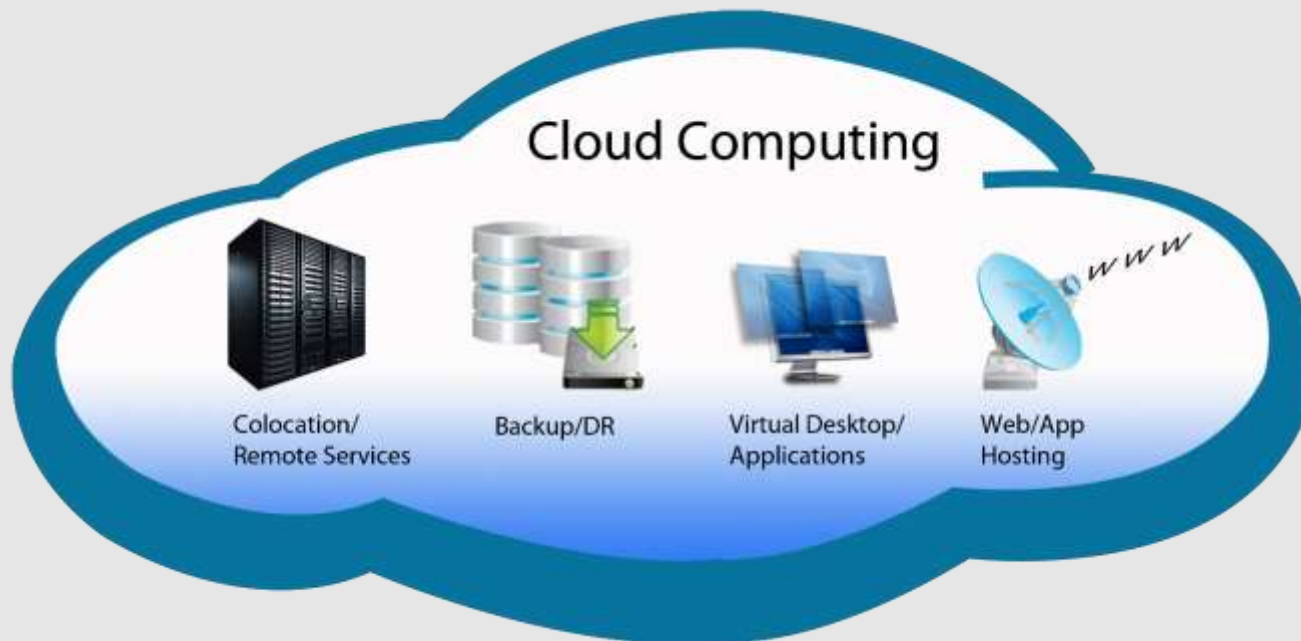 Cloud Computing
www
Colocation/
Remote Services
Backup/DR
Virtual Desktop/
Applications
Web/App
Hosting